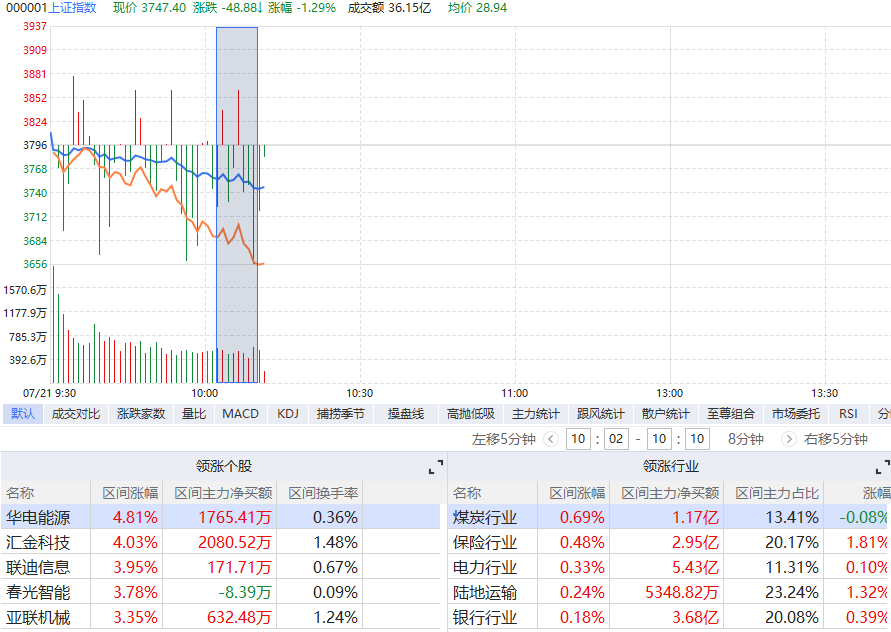 000001上证指数 现价 3747.40 涨跌 -48.88↓ 涨幅 -1.29% 成交额 36.15亿 均价 28.94
3937
3909
3881
3852
3824
3796
3768
3740
3712
3684
3656
1570.6万
1177.9万
785.3万
392.6万
07/21 9:30 10:00 10:30 11:00 13:00 13:30
默认 成交对比 涨跌家数 量比 MACD KDJ 捕捞季节 操盘线 高抛低吸 主力统计 跟风统计 散户统计 至尊组合 市场委托 RSI 分
左移5分钟 10 : 02 - 10 : 10 8分钟 右移5分钟
领涨个股 领涨行业
名称 区间涨幅 区间主力净买额 区间换手率 名称 区间涨幅 区间主力净买额 区间主力占比 涨幅
华电能源 4.81% 1765.41万 0.36% 煤炭行业 0.69% 1.17亿 13.41% -0.08%
汇金科技 4.03% 2080.52万 1.48% 保险行业 0.48% 2.95亿 20.17% 1.81%
联迪信息 3.95% 171.71万 0.67% 电力行业 0.33% 5.43亿 11.31% 0.10%
春光智能 3.78% -8.39万 0.09% 陆地运输 0.24% 5348.82万 23.24% 1.32%
亚联机械 3.35% 632.48万 1.24% 银行行业 0.18% 3.68亿 20.08% 0.39%